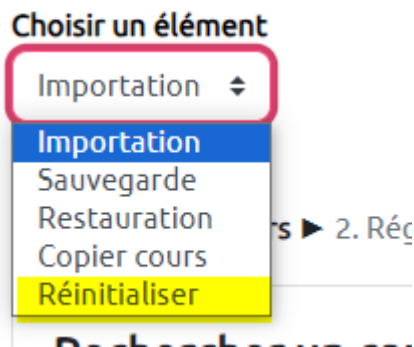 Choisir un élément
Importation
Importation
Sauvegarde
Restauration
rs ► 2. Rég
Copier cours
Réinitialiser